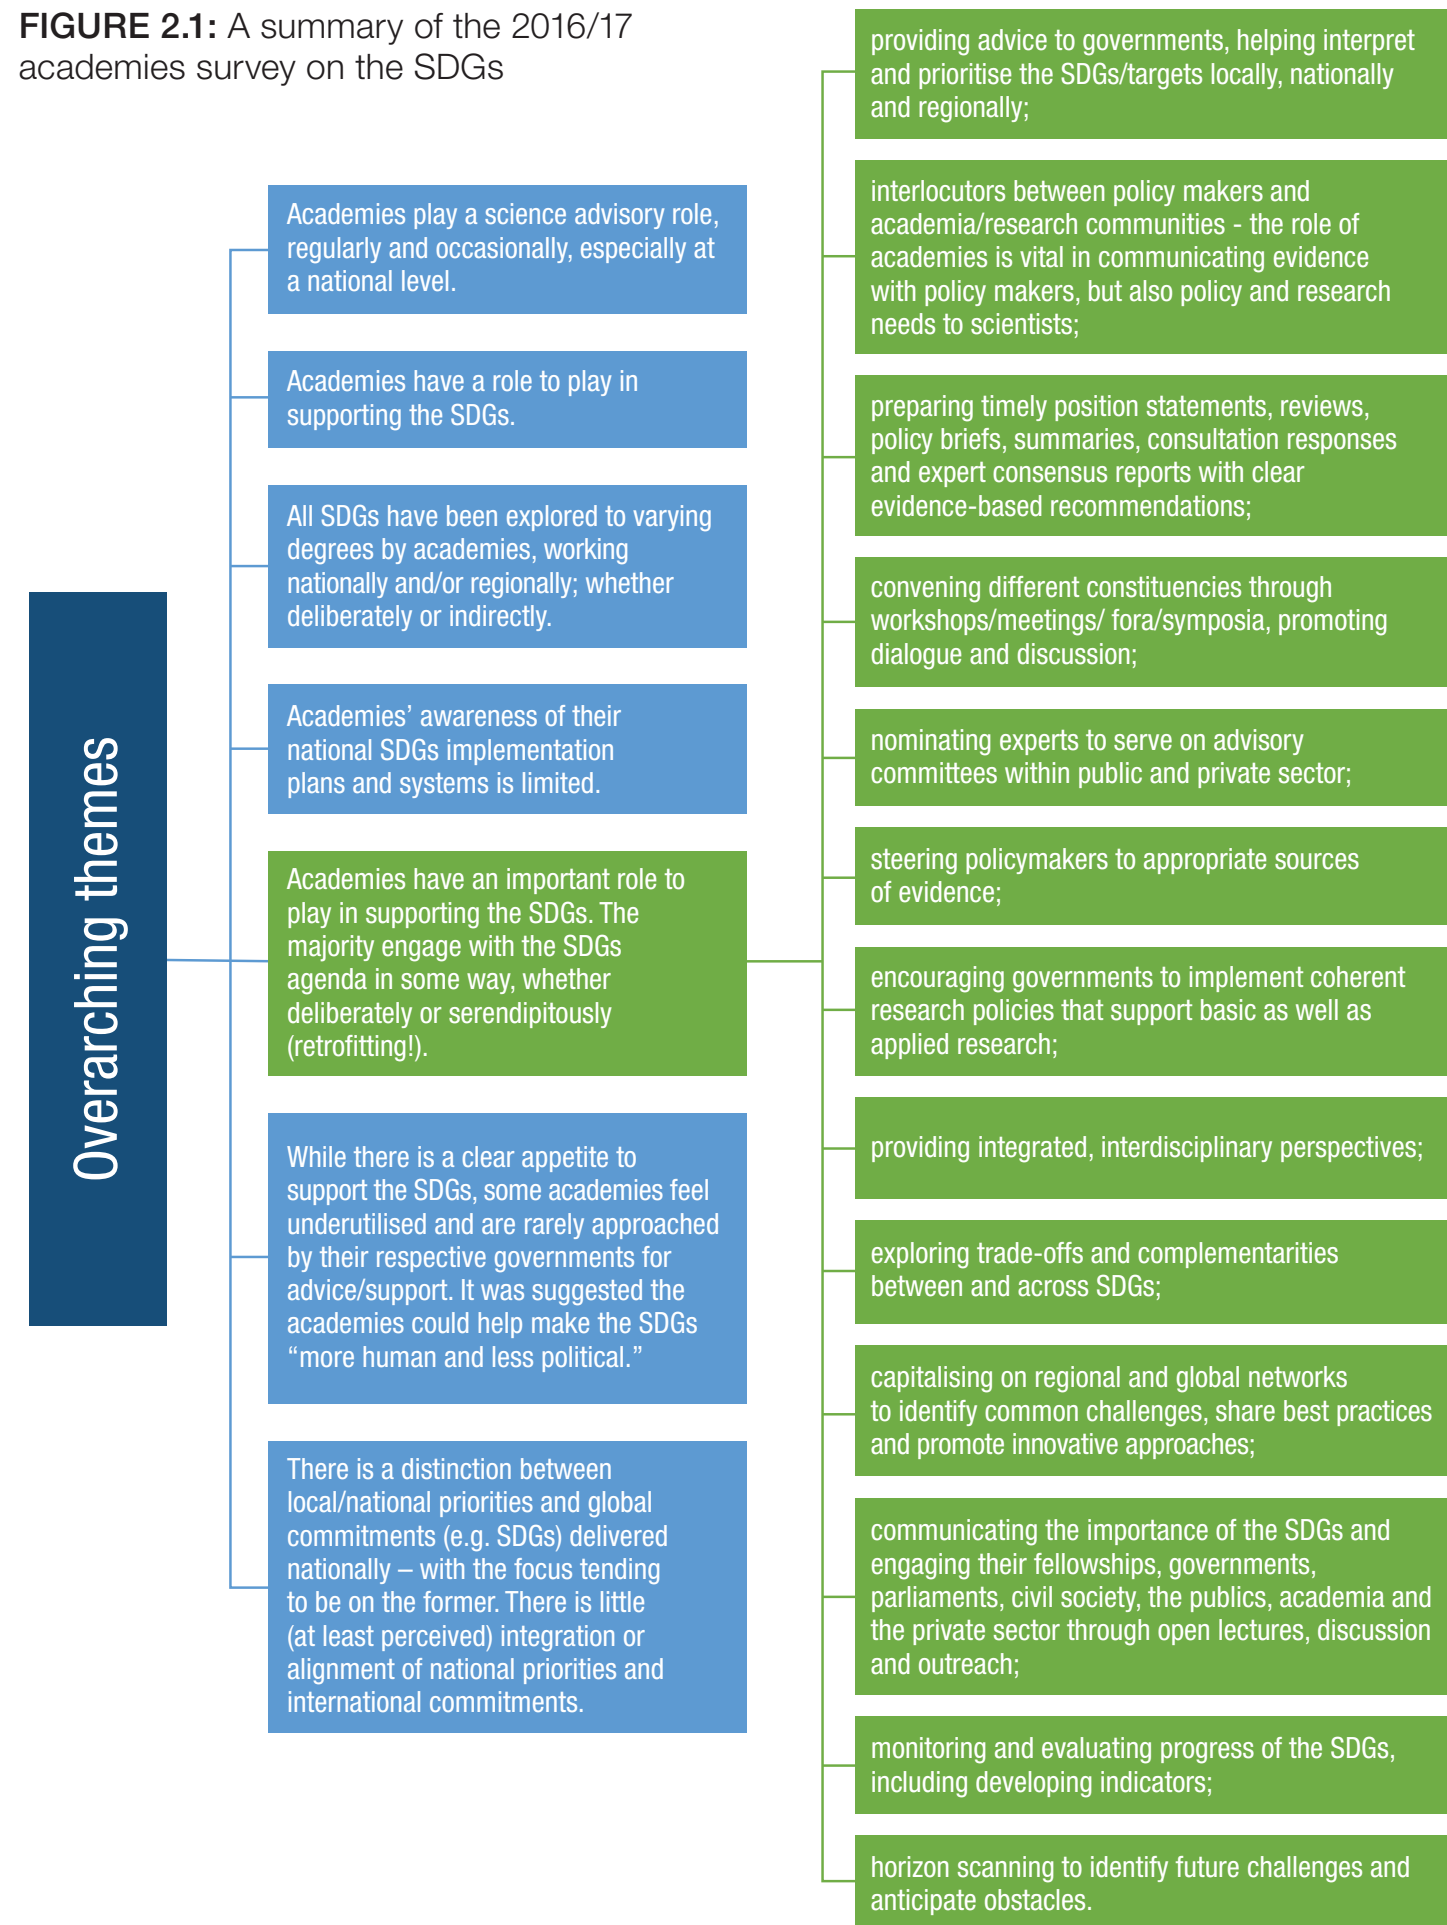 FIGURE 2.1: A summary of the 2016/17
academies survey on the SDGs
Overarching themes
Academies play a science advisory role,
regularly and occasionally, especially at
a national level.
Academies have a role to play in
supporting the SDGs.
All SDGs have been explored to varying
degrees by academies, working
nationally and/or regionally; whether
deliberately or indirectly.
Academies’ awareness of their
national SDGs implementation
plans and systems is limited.
Academies have an important role to
play in supporting the SDGs. The
majority engage with the SDGs
agenda in some way, whether
deliberately or serendipitously
(retrofitting!).
While there is a clear appetite to
support the SDGs, some academies feel
underutilised and are rarely approached
by their respective governments for
advice/support. It was suggested the
academies could help make the SDGs
“more human and less political.”
There is a distinction between
local/national priorities and global
commitments (e.g. SDGs) delivered
nationally – with the focus tending
to be on the former. There is little
(at least perceived) integration or
alignment of national priorities and
international commitments.
providing advice to governments, helping interpret
and prioritise the SDGs/targets locally, nationally
and regionally;
interlocutors between policy makers and
academia/research communities - the role of
academies is vital in communicating evidence
with policy makers, but also policy and research
needs to scientists;
preparing timely position statements, reviews,
policy briefs, summaries, consultation responses
and expert consensus reports with clear
evidence-based recommendations;
convening different constituencies through
workshops/meetings/ fora/symposia, promoting
dialogue and discussion;
nominating experts to serve on advisory
committees within public and private sector;
steering policymakers to appropriate sources
of evidence;
encouraging governments to implement coherent
research policies that support basic as well as
applied research;
providing integrated, interdisciplinary perspectives;
exploring trade-offs and complementarities
between and across SDGs;
capitalising on regional and global networks
to identify common challenges, share best practices
and promote innovative approaches;
communicating the importance of the SDGs and
engaging their fellowships, governments,
parliaments, civil society, the publics, academia and
the private sector through open lectures, discussion
and outreach;
monitoring and evaluating progress of the SDGs,
including developing indicators;
horizon scanning to identify future challenges and
anticipate obstacles.